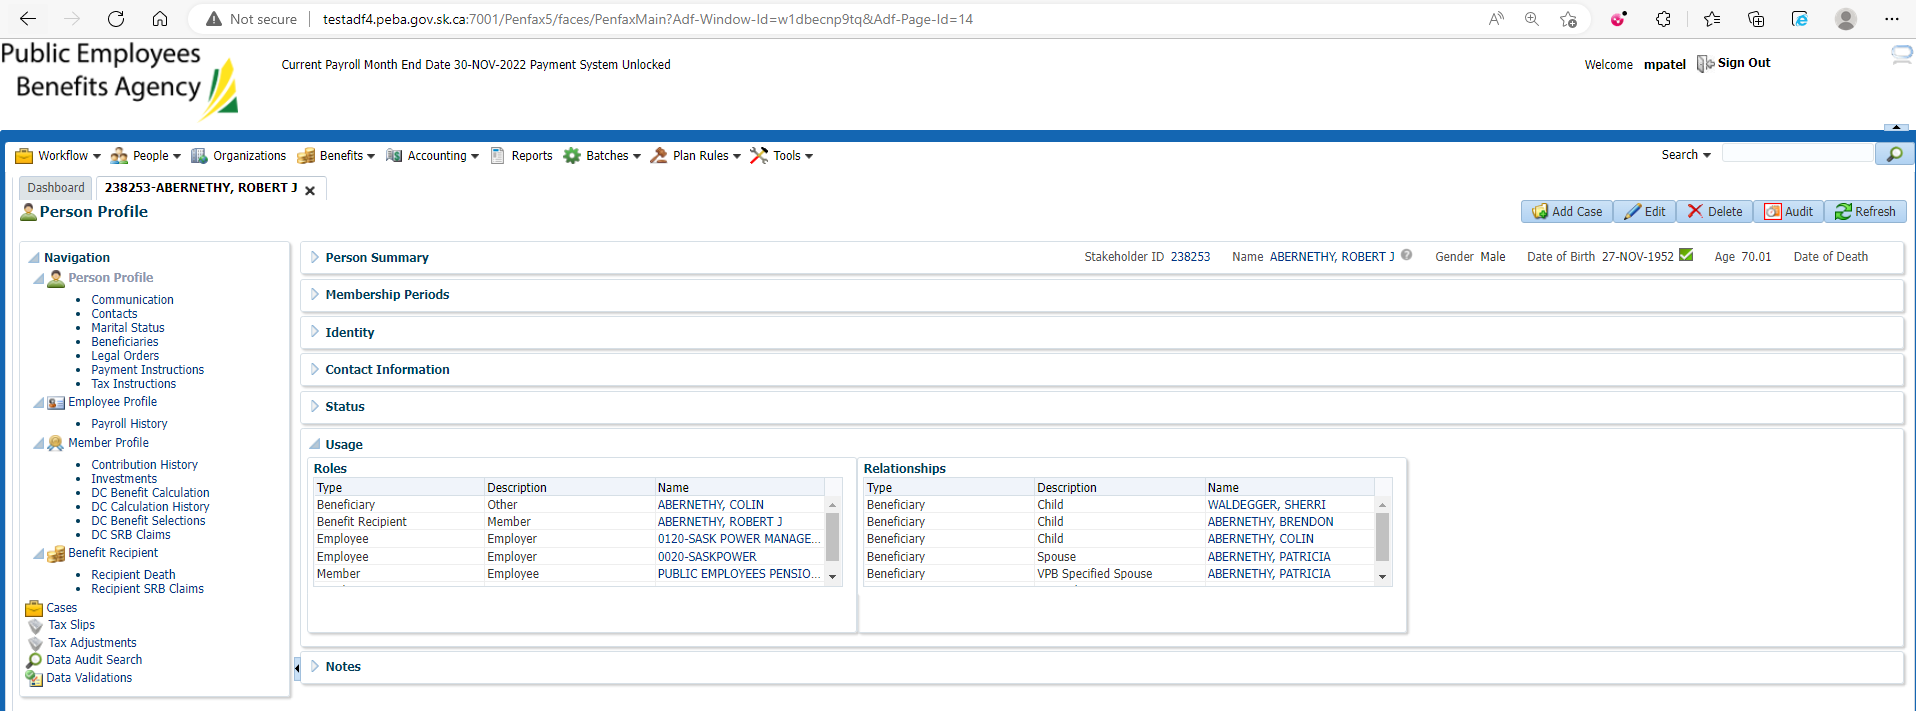 Not secure testadf4.peba.gov.sk.ca:7001/Penfax5/faces/PenfaxMain?Adf-Window-Id=w1dbecnp9tq&Adf-Page-Id=14
Public Employees
Benefits Agency
Current Payroll Month End Date 30-NOV-2022 Payment System Unlocked
Welcome mpatel Sign Out
Workflow People Organizations Benefits Accounting Reports Batches Plan Rules Tools Search
Dashboard 238253-ABERNETHY, ROBERT J
Person Profile
Add Case Edit Delete Audit Refresh
Navigation
Person Profile
Communication
Contacts
Marital Status
Beneficiaries
Legal Orders
Payment Instructions
Tax Instructions
Employee Profile
Payroll History
Member Profile
Contribution History
Investments
DC Benefit Calculation
DC Calculation History
DC Benefit Selections
DC SRB Claims
Benefit Recipient
Recipient Death
Recipient SRB Claims
Cases
Tax Slips
Tax Adjustments
Data Audit Search
Data Validations
Person Summary Stakeholder ID 238253 Name ABERNETHY, ROBERT J Gender Male Date of Birth 27-NOV-1952 Age 70.01 Date of Death
Membership Periods
Identity
Contact Information
Status
Usage
Roles
Type Description Name
Beneficiary Other ABERNETHY, COLIN
Benefit Recipient Member ABERNETHY, ROBERT J
Employee Employer 0120-SASK POWER MANAGE...
Employee Employer 0020-SASKPOWER
Member Employee PUBLIC EMPLOYEES PENSIO...
Relationships
Type Description Name
Beneficiary Child WALDEGGER, SHERRI
Beneficiary Child ABERNETHY, BRENDON
Beneficiary Child ABERNETHY, COLIN
Beneficiary Spouse ABERNETHY, PATRICIA
Beneficiary VPB Specified Spouse ABERNETHY, PATRICIA
Notes